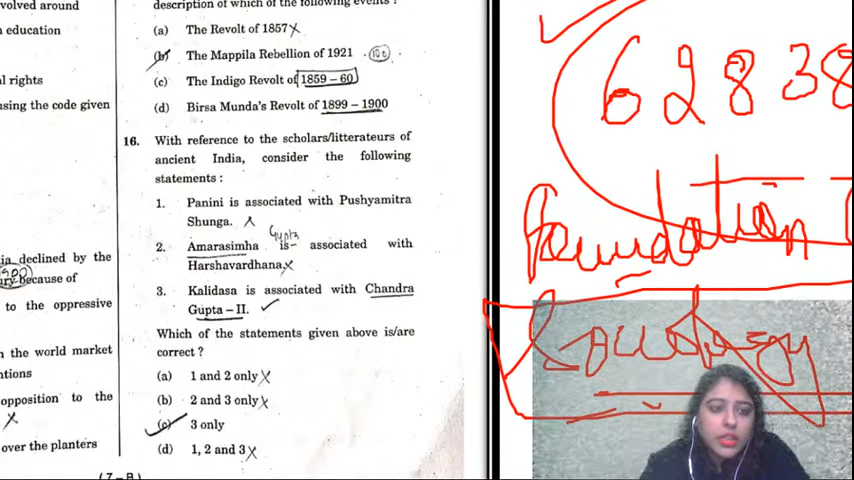 volved around
education
al rights
using the code given
ia declined by the
1900
ury because of
to the oppressive
n the world market
ntions
opposition to the
X
over the planters
description of which of the following events ?
(a) The Revolt of 1857 X
(b) The Mappila Rebellion of 1921
(c) The Indigo Revolt of 1859 – 60
(d) Birsa Munda's Revolt of 1899 – 1900
16. With reference to the scholars/litterateurs of
ancient India, consider the following
statements :
1. Panini is associated with Pushyamitra
Shunga. X
Gupta
2. Amarasimha is associated with
Harshavardhana. X
3. Kalidasa is associated with Chandra
Gupta – II. ✓
Which of the statements given above is/are
correct ?
(a) 1 and 2 only X
(b) 2 and 3 only X
(c) 3 only
(d) 1, 2 and 3 X
( 7 – B )
62838
Foundation